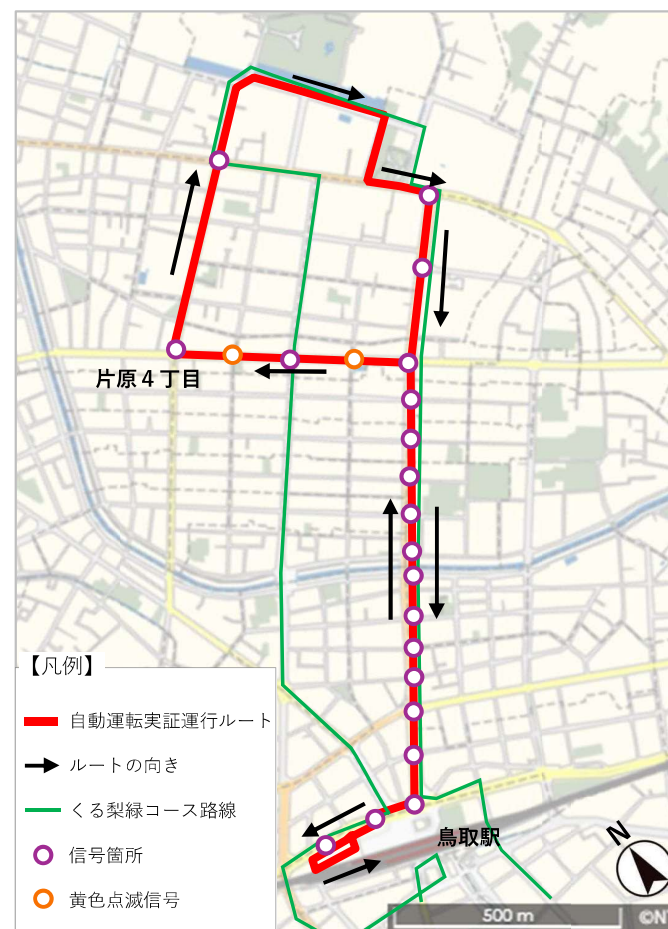 片原4丁目
【凡例】
自動運転実証運行ルート
ルートの向き
くる梨緑コース路線
信号箇所
黄色点滅信号
鳥取駅
N
500 m
©N